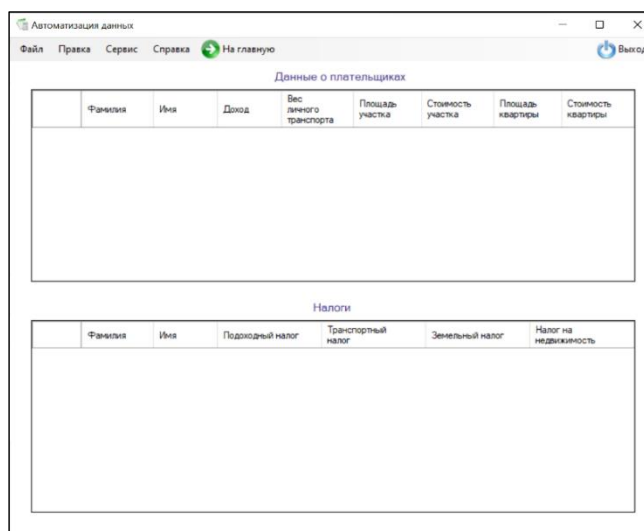 Автоматизация данных
Файл Правка Сервис Справка На главную Выход
Данные о плательщиках
Фамилия Имя Доход Вес личного транспорта Площадь участка Стоимость участка Площадь квартиры Стоимость квартиры
Налоги
Фамилия Имя Подоходный налог Транспортный налог Земельный налог Налог на недвижимость